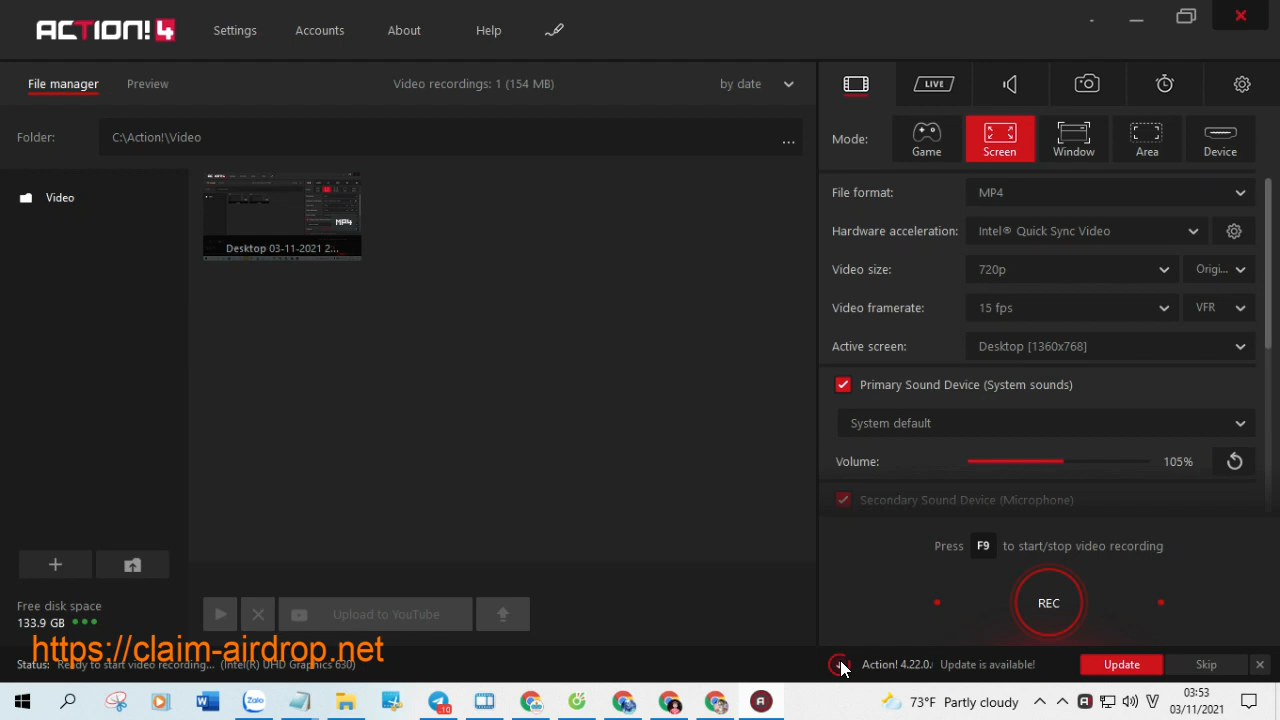 ACTION! 4
Settings
Accounts
About
Help
File manager
Preview
Video recordings: 1 (154 MB)
by date
LIVE
Folder:
C:\Action!\Video
...
Mode:
Game
Screen
Window
Area
Device
Video
MP4
Desktop 03-11-2021 2...
File format:
MP4
Hardware acceleration:
Intel® Quick Sync Video
Video size:
720p
Origi...
Video framerate:
15 fps
VFR
Active screen:
Desktop [1360x768]
Primary Sound Device (System sounds)
System default
Volume:
105%
Secondary Sound Device (Microphone)
Press F9 to start/stop video recording
REC
Free disk space
133.9 GB
Upload to YouTube
https://claim-airdrop.net
Status:
Ready to start video recording... (Intel(R) UHD Graphics 630)
Action! 4.22.0.
Update is available!
Update
Skip
Zalo
10
73°F Partly cloudy
03:53
03/11/2021